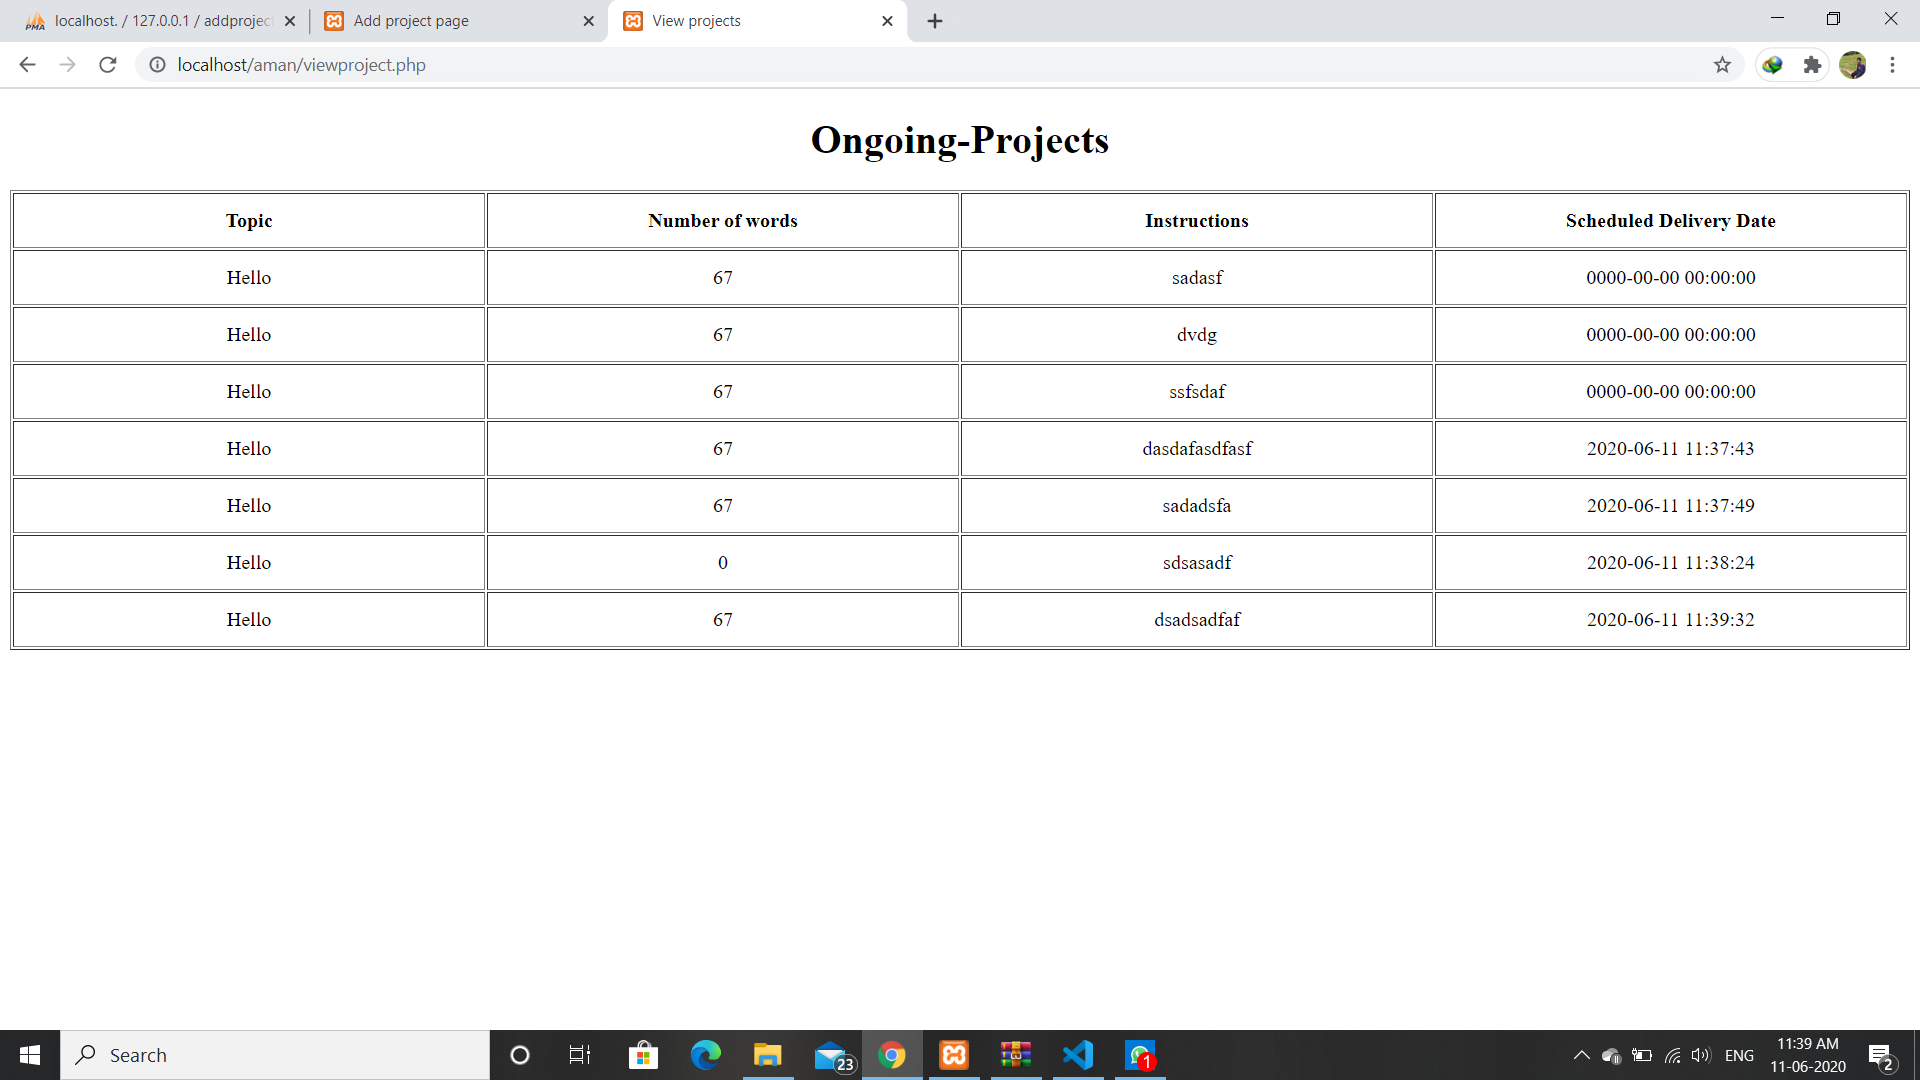 localhost. / 127.0.0.1 / addprojec
Add project page
View projects
localhost/aman/viewproject.php
Ongoing-Projects
Topic Number of words Instructions Scheduled Delivery Date
Hello 67 sadasf 0000-00-00 00:00:00
Hello 67 dvdg 0000-00-00 00:00:00
Hello 67 ssfsdaf 0000-00-00 00:00:00
Hello 67 dasdafasdfasf 2020-06-11 11:37:43
Hello 67 sadadsfa 2020-06-11 11:37:49
Hello 0 sdsasadf 2020-06-11 11:38:24
Hello 67 dsadsadfaf 2020-06-11 11:39:32
Search
23
1
ENG
11:39 AM
11-06-2020
2